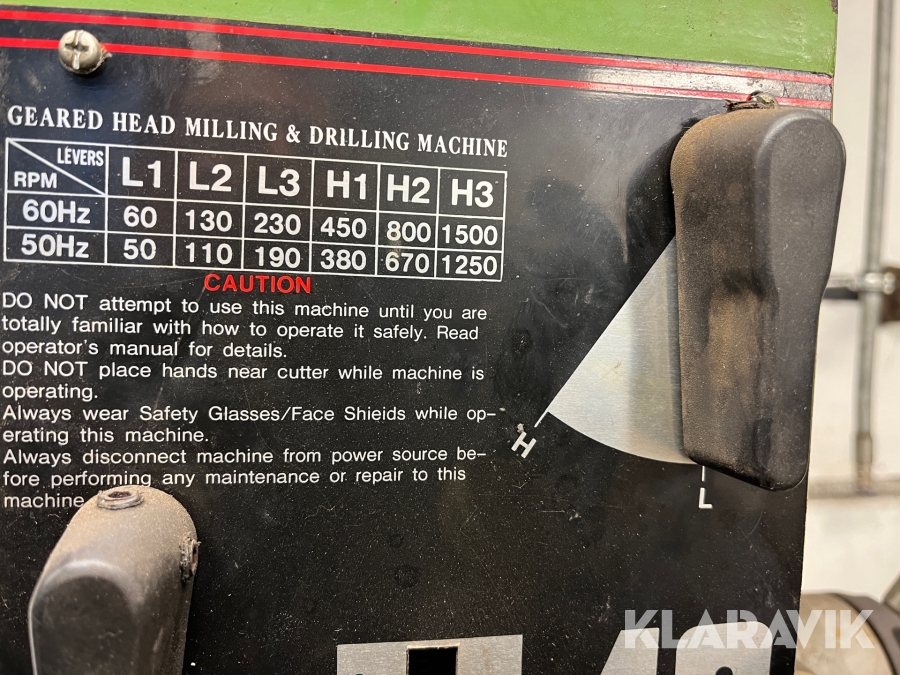 GEARED HEAD MILLING & DRILLING MACHINE
LEVERS
RPM L1 L2 L3 H1 H2 H3
60Hz 60 130 230 450 800 1500
50Hz 50 110 190 380 670 1250
CAUTION
DO NOT attempt to use this machine until you are
totally familiar with how to operate it safely. Read
operator's manual for details.
DO NOT place hands near cutter while machine is
operating.
Always wear Safety Glasses/Face Shieids while op-
erating this machine.
Always disconnect machine from power source be-
fore performing any maintenance or repair to this
machine
H
L
KLARAVIK